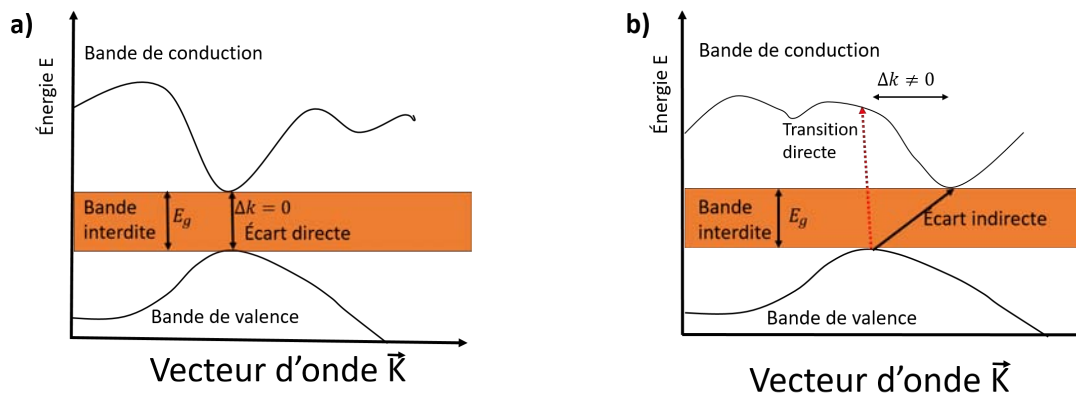 a)
Énergie E
Bande de conduction
Bande
interdite
E_g
Δk = 0
Écart directe
Bande de valence
Vecteur d'onde K⃗
b)
Énergie E
Bande de conduction
Δk ≠ 0
Transition
directe
Bande
interdite
E_g
Écart indirecte
Bande de valence
Vecteur d'onde K⃗